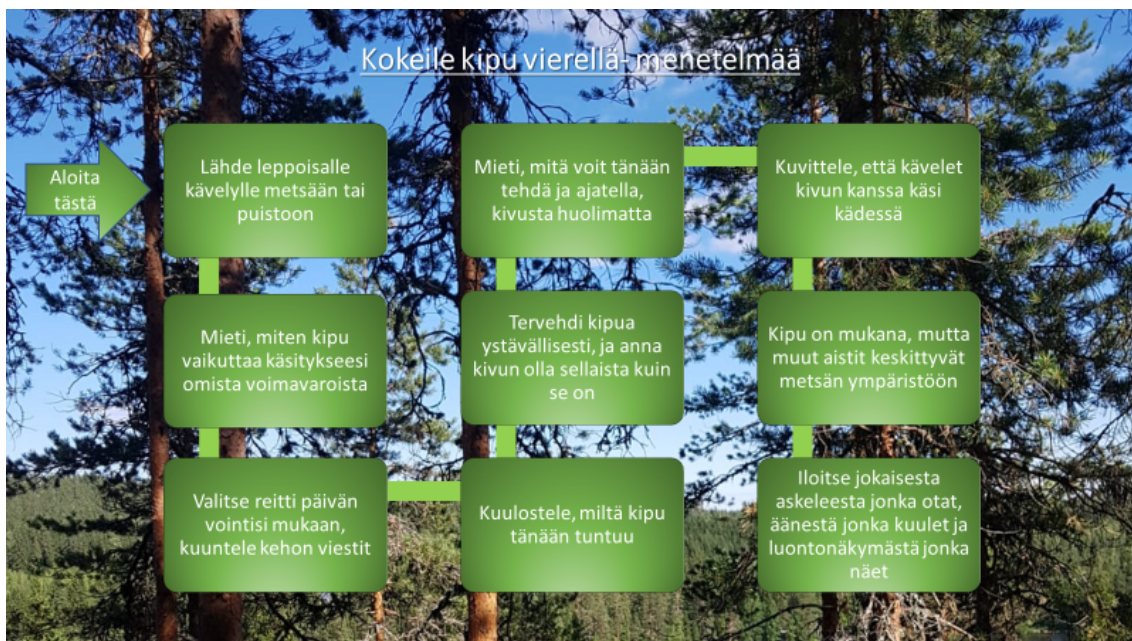 Kokeile kipu vierellä- menetelmää
Aloita
tästä
Lähde leppoisalle
kävelylle metsään tai
puistoon
Mieti, miten kipu
vaikuttaa käsitykseesi
omista voimavaroista
Valitse reitti päivän
vointisi mukaan,
kuuntele kehon viestit
Kuulostele, miltä kipu
tänään tuntuu
Tervehdi kipua
ystävällisesti, ja anna
kivun olla sellaista kuin
se on
Mieti, mitä voit tänään
tehdä ja ajatella,
kivusta huolimatta
Kuvittele, että kävelet
kivun kanssa käsi
kädessä
Kipu on mukana, mutta
muut aistit keskittyvät
metsän ympäristöön
Iloitse jokaisesta
askeleesta jonka otat,
äänestä jonka kuulet ja
luontonäkymästä jonka
näet